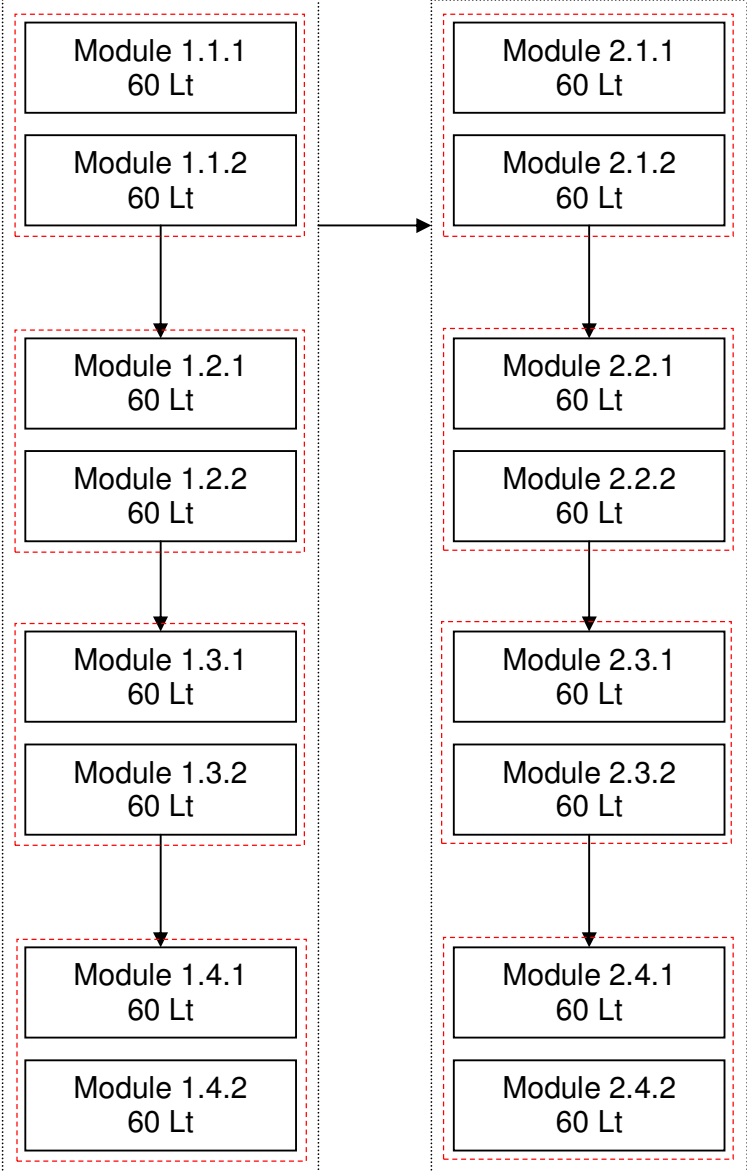 Module 1.1.1
60 Lt
Module 1.1.2
60 Lt
Module 1.2.1
60 Lt
Module 1.2.2
60 Lt
Module 1.3.1
60 Lt
Module 1.3.2
60 Lt
Module 1.4.1
60 Lt
Module 1.4.2
60 Lt
Module 2.1.1
60 Lt
Module 2.1.2
60 Lt
Module 2.2.1
60 Lt
Module 2.2.2
60 Lt
Module 2.3.1
60 Lt
Module 2.3.2
60 Lt
Module 2.4.1
60 Lt
Module 2.4.2
60 Lt